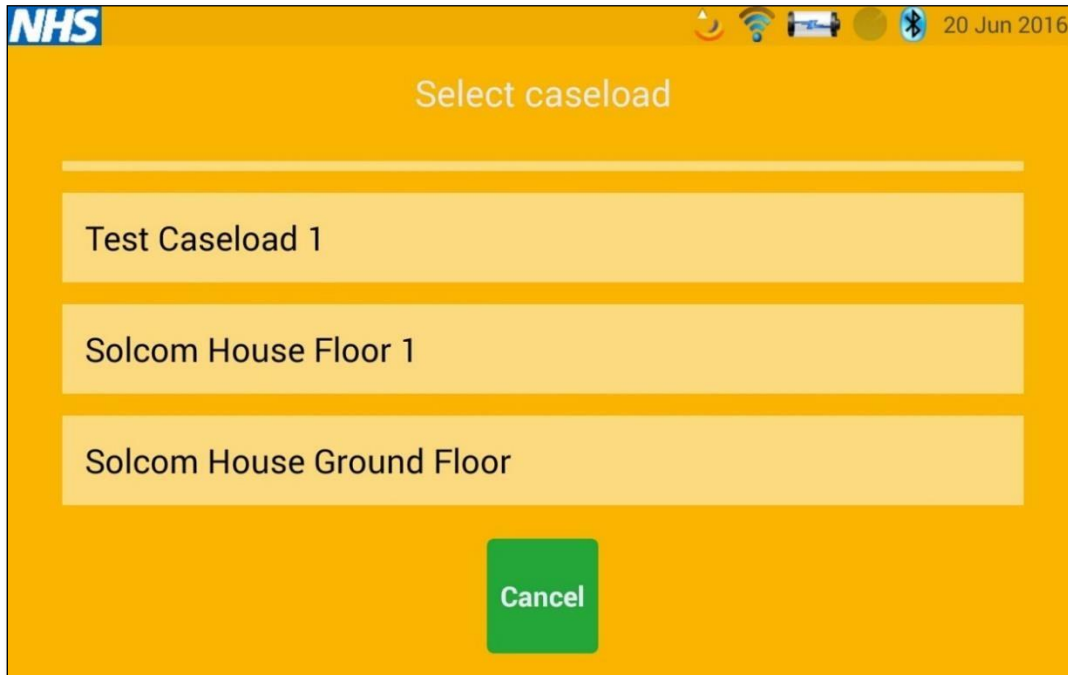 NHS
20 Jun 2016
Select caseload
Test Caseload 1
Solcom House Floor 1
Solcom House Ground Floor
Cancel